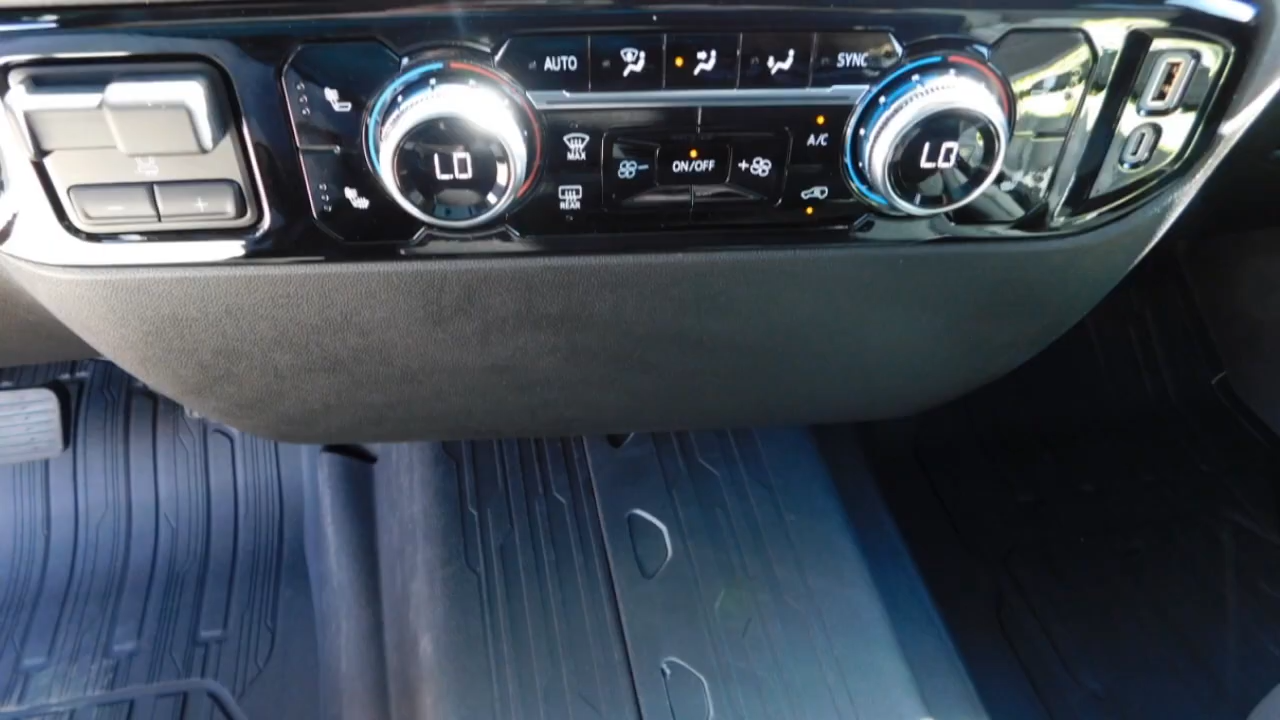 AUTO
SYNC
MAX
A/C
LO
ON/OFF
LO
REAR
+